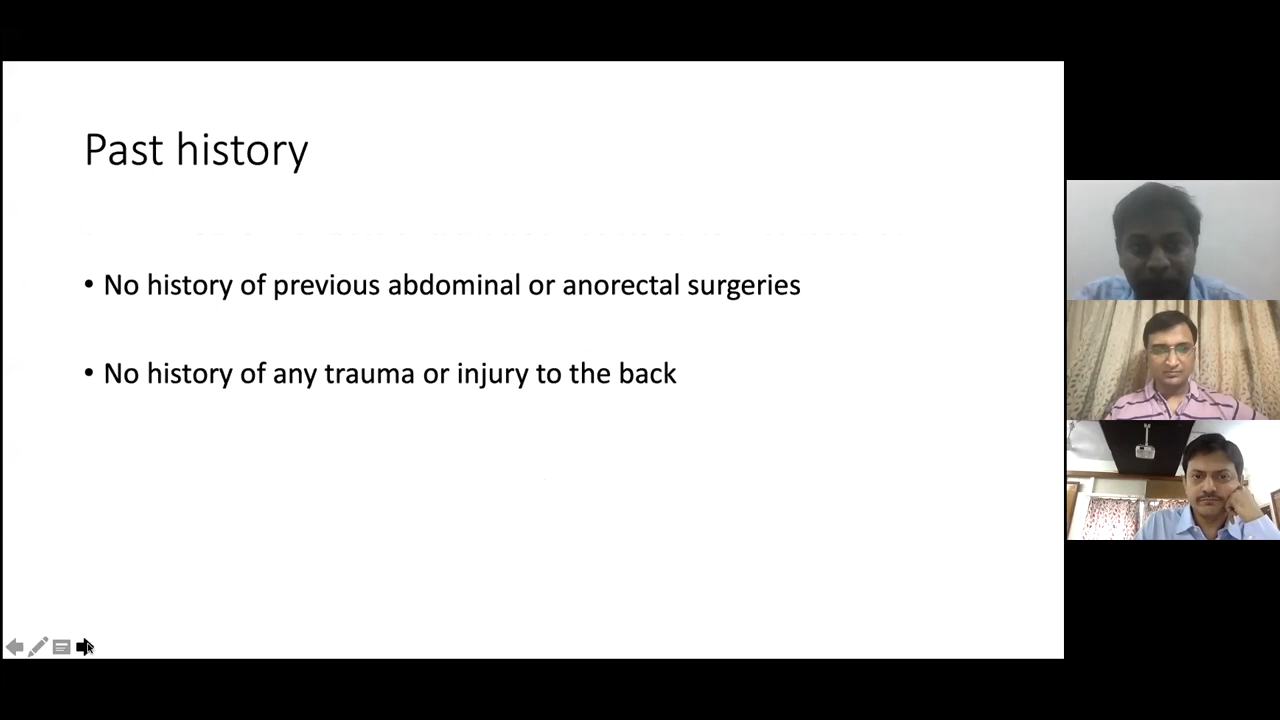 Past history
• No history of previous abdominal or anorectal surgeries
• No history of any trauma or injury to the back